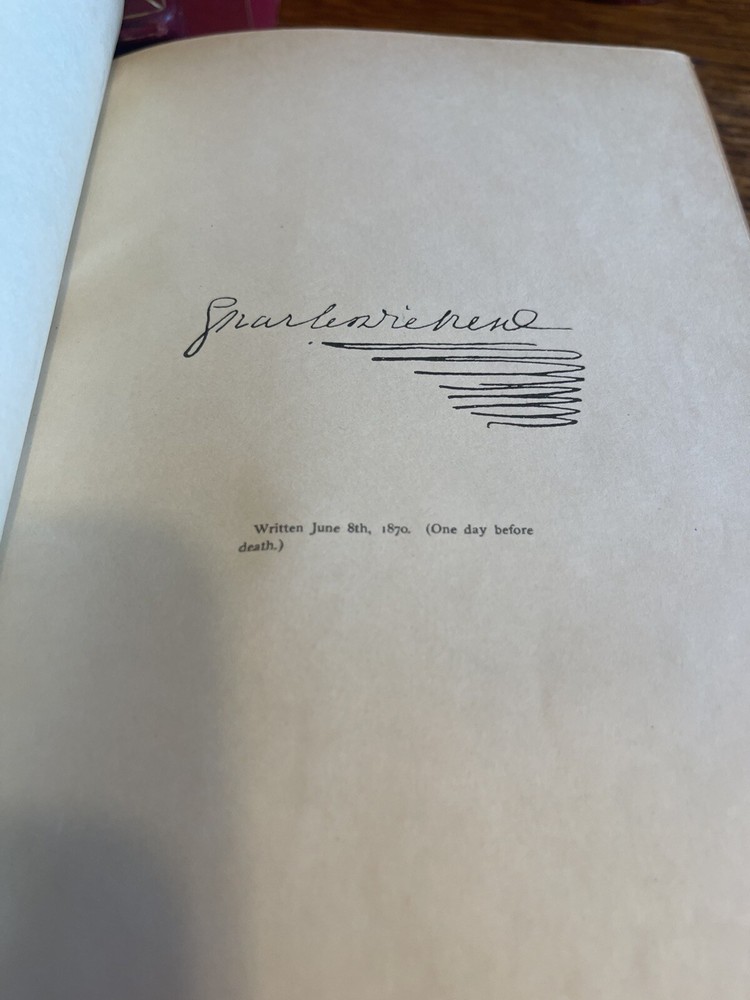 Charles Dickens
Written June 8th, 1870. (One day before
death.)